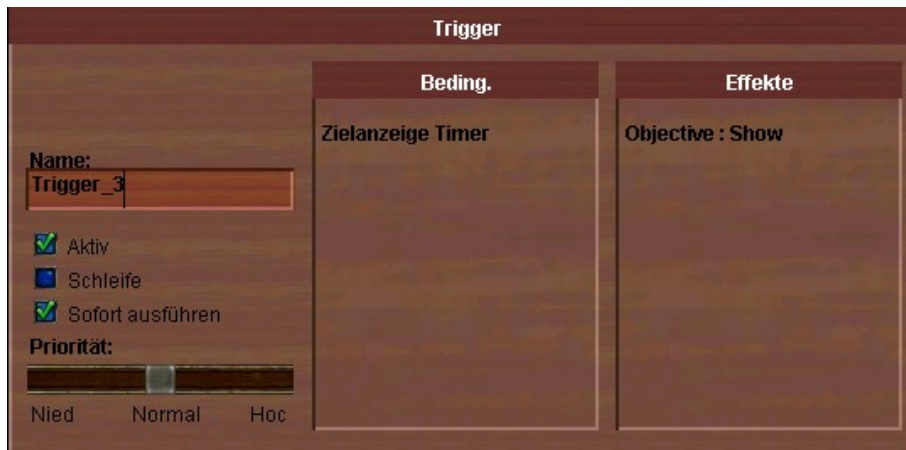 Trigger
Beding.
Effekte
Zielanzeige Timer
Objective : Show
Name:
Trigger_3
Aktiv
Schleife
Sofort ausführen
Priorität:
Nied Normal Hoc